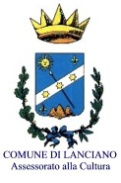 COMUNE DI LANCIANO
Assessorato alla Cultura